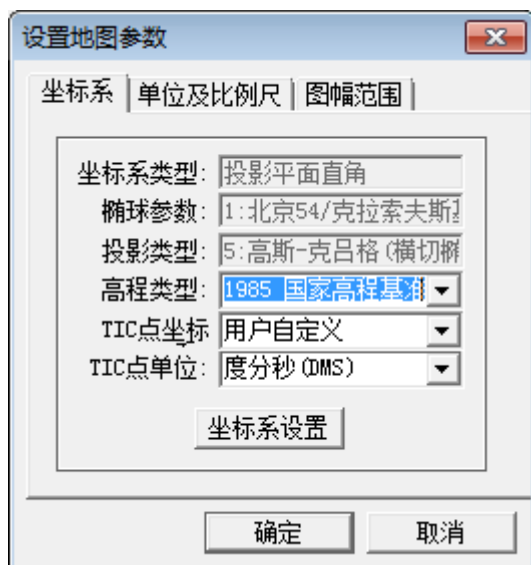 设置地图参数
坐标系 单位及比例尺 图幅范围
坐标系类型: 投影平面直角
椭球参数: 1:北京54/克拉索夫斯
投影类型: 5:高斯-克吕格(横切椭
高程类型: 1985 国家高程基准
TIC点坐标 用户自定义
TIC点单位: 度分秒(DMS)
坐标系设置
确定 取消